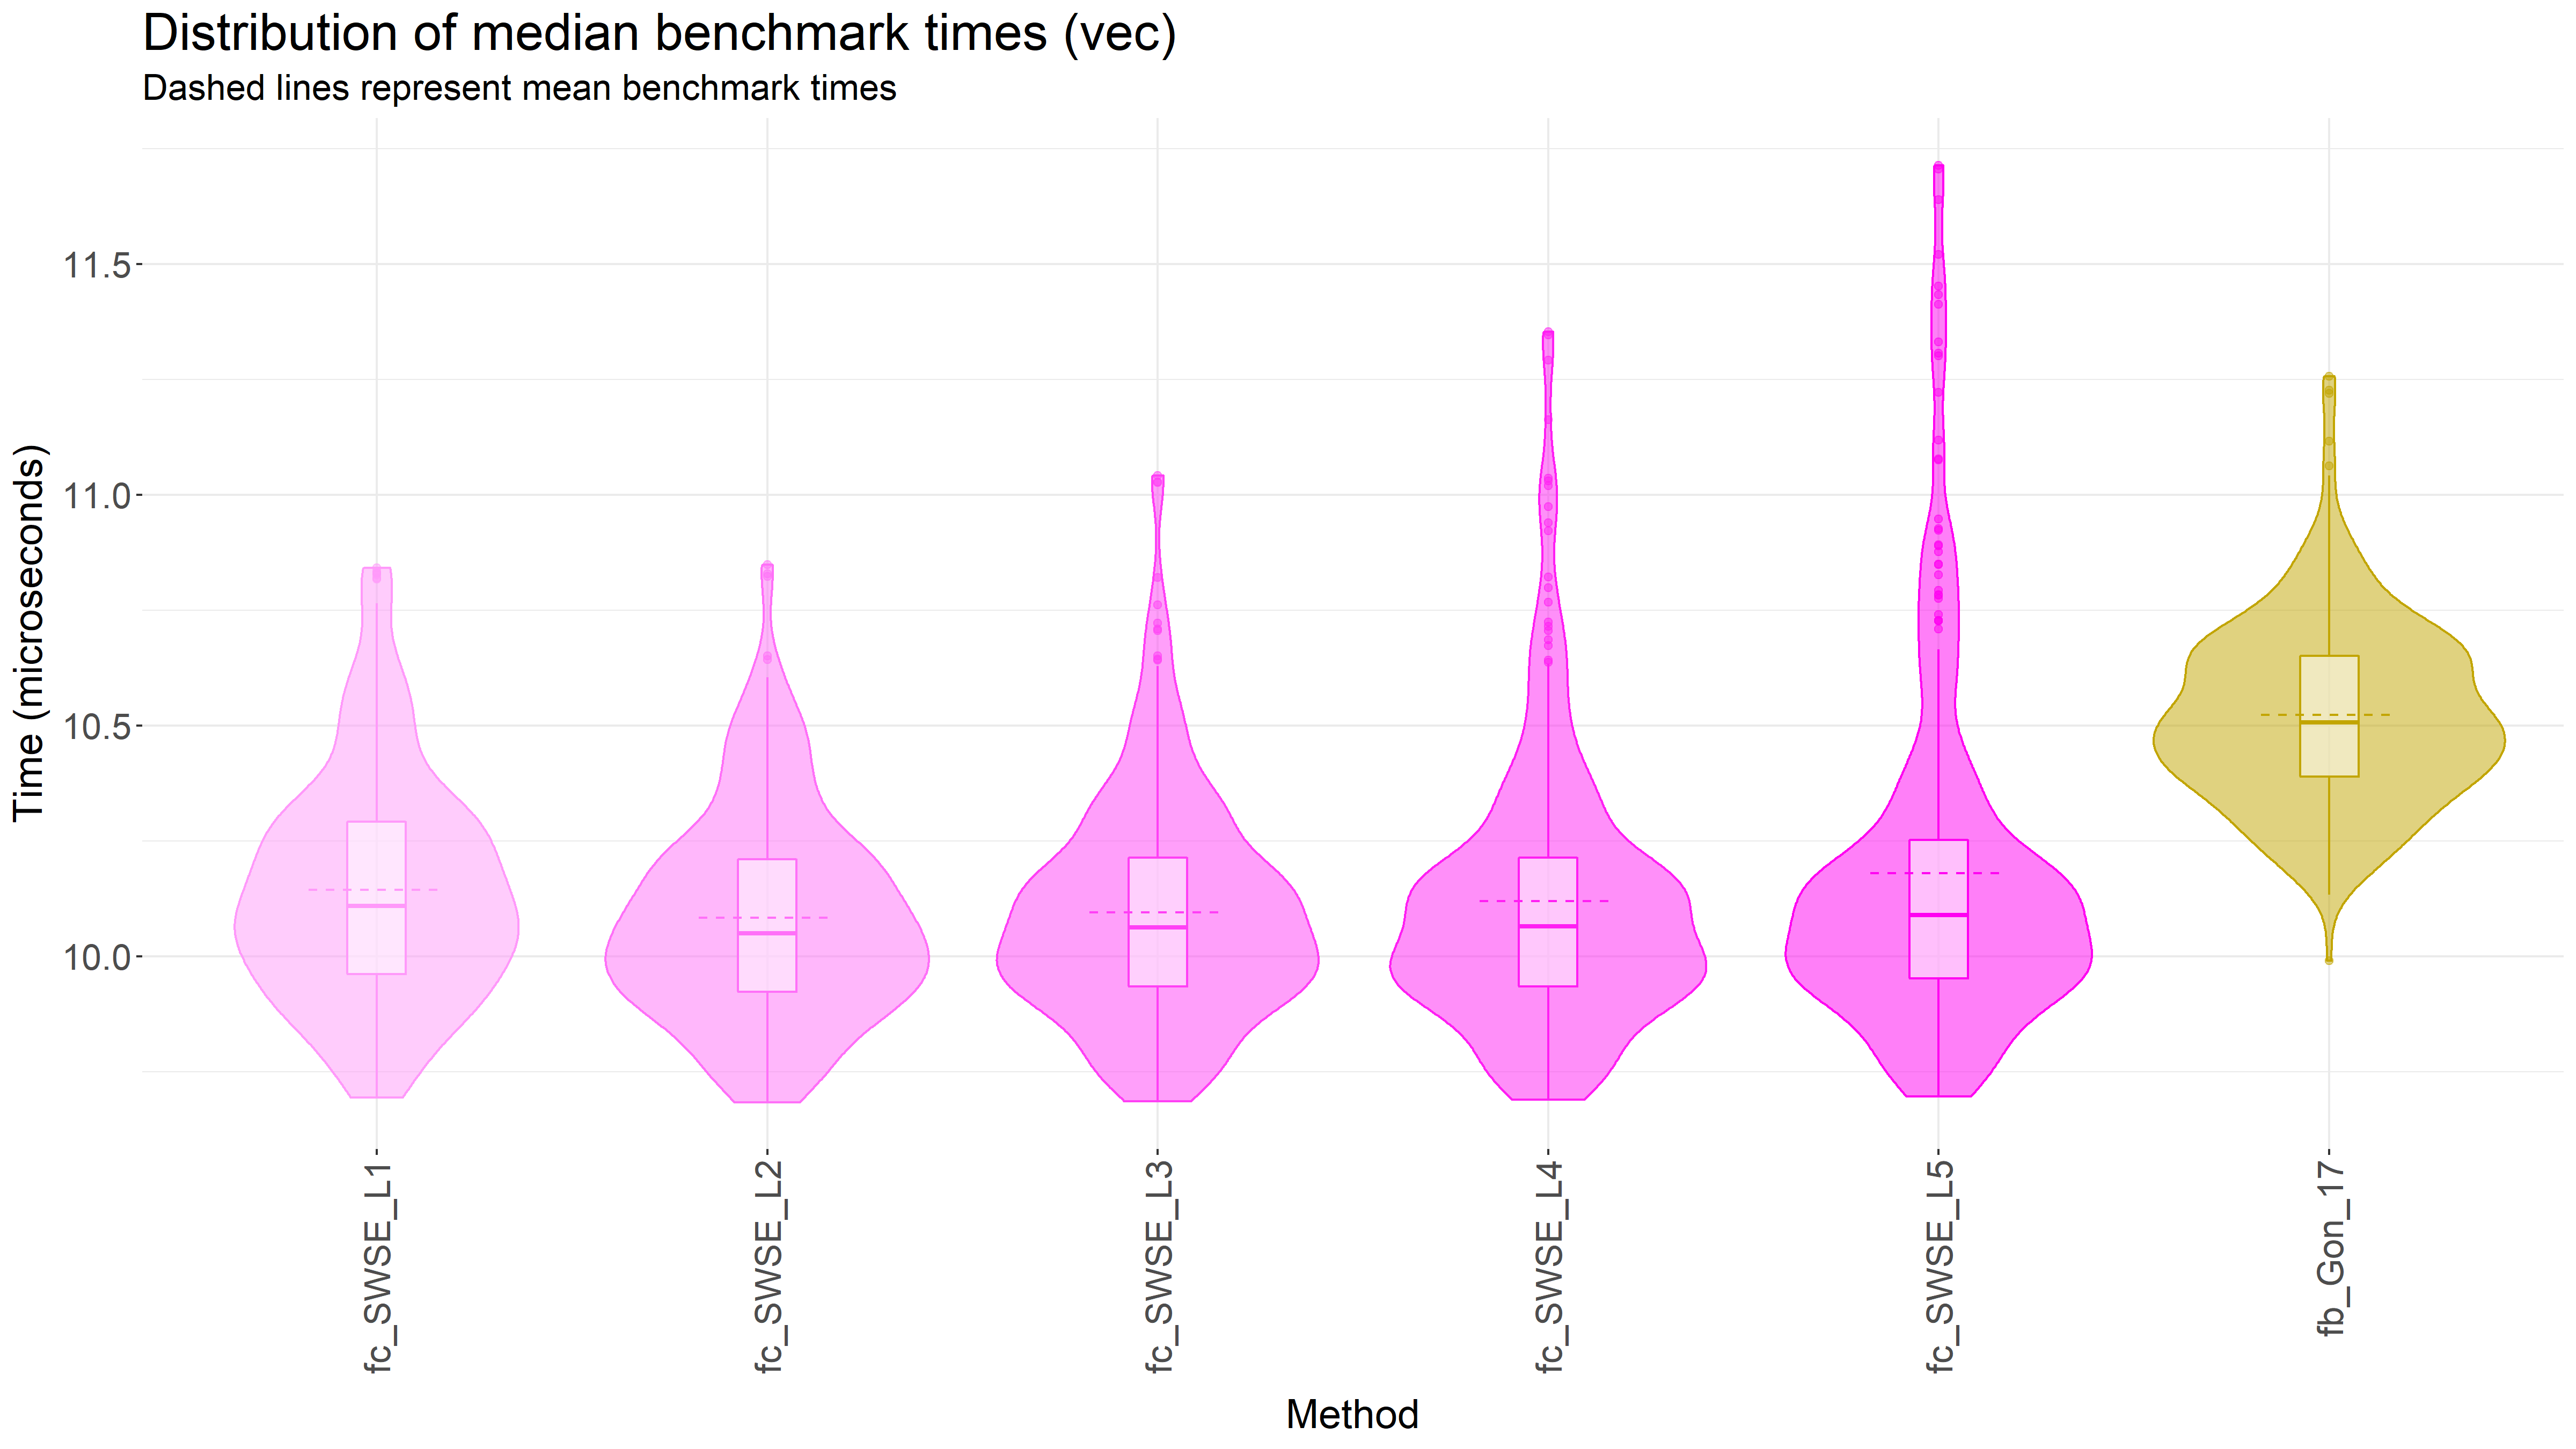 Distribution of median benchmark times (vec)
Dashed lines represent mean benchmark times
Time (microseconds)
11.5
11.0
10.5
10.0
fc_SWSE_L1
fc_SWSE_L2
fc_SWSE_L3
fc_SWSE_L4
fc_SWSE_L5
fb_Gon_17
Method